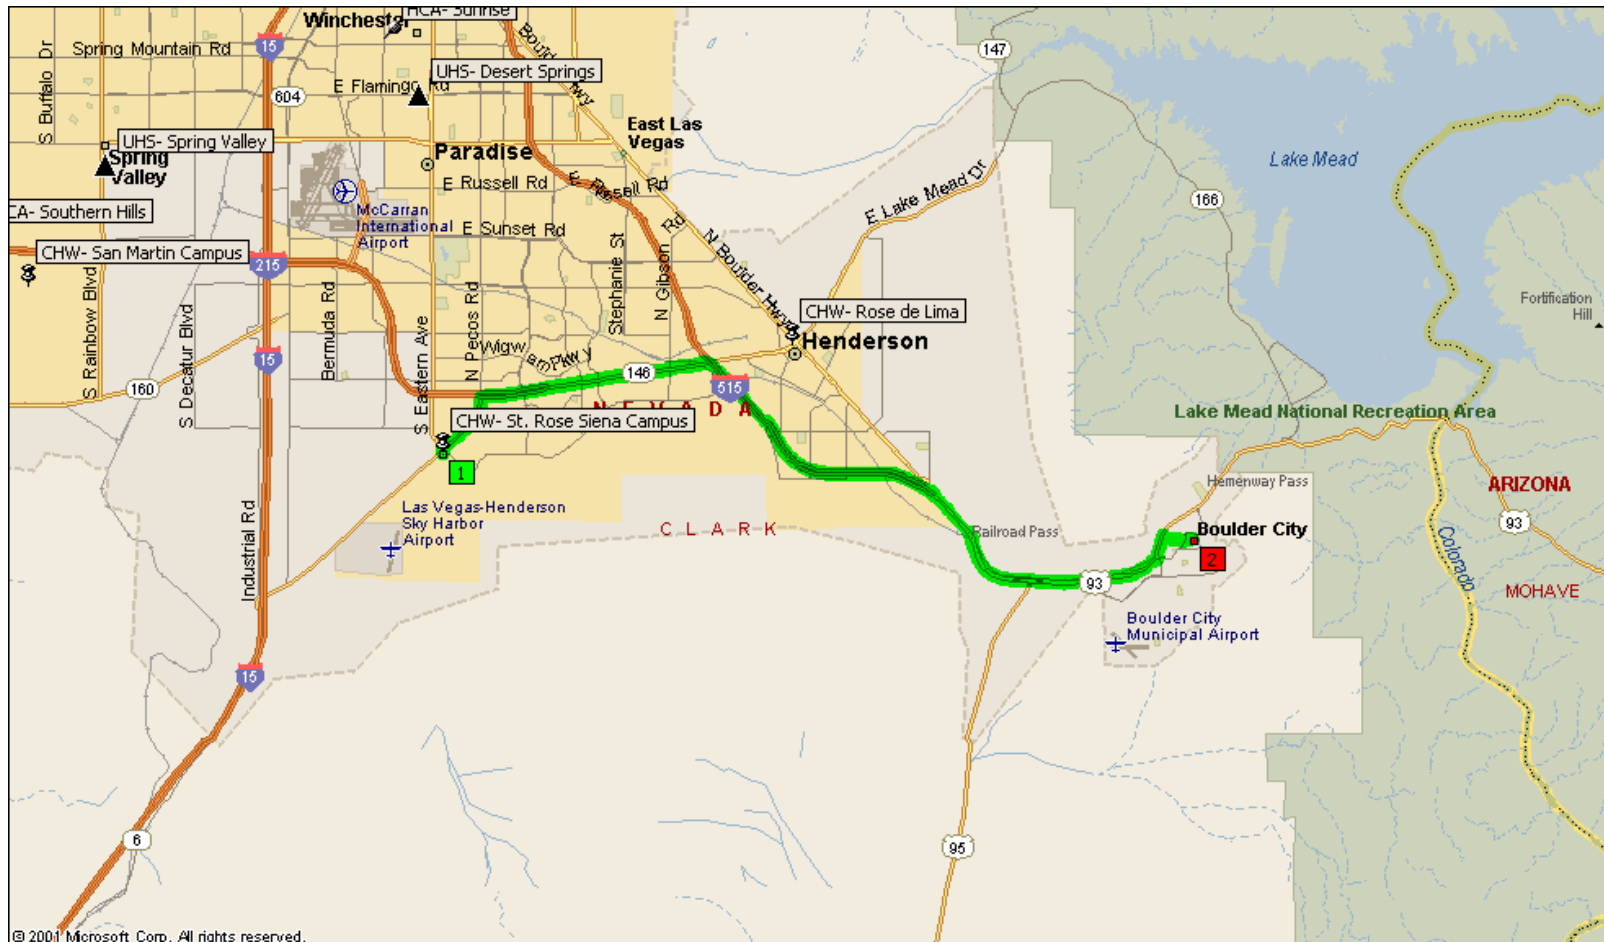 HCA- Sunrise
Winchester
15
Spring Mountain Rd
S Buffalo Dr
Boulder Hwy
147
UHS- Desert Springs
E Flamingo Rd
604
East Las
Vegas
UHS- Spring Valley
Spring
Valley
Paradise
Lake Mead
E Russell Rd
E Russell Rd
E Lake Mead Dr
166
CA- Southern Hills
McCarran
International
Airport
E Sunset Rd
CHW- San Martin Campus
215
N Boulder Hwy
Stephanie St
N Gibson Rd
S Rainbow Blvd
S Decatur Blvd
Bermuda Rd
S Eastern Ave
N Pecos Rd
Fortification
Hill
CHW- Rose de Lima
Henderson
Wigwam Pkwy
15
146
160
515
NEVADA
CHW- St. Rose Siena Campus
Lake Mead National Recreation Area
1
Hemenway Pass
ARIZONA
93
Las Vegas-Henderson
Sky Harbor
Airport
CLARK
Railroad Pass
Boulder City
2
Industrial Rd
Colorado
93
MOHAVE
Boulder City
Municipal Airport
15
6
95
© 2001 Microsoft Corp. All rights reserved.